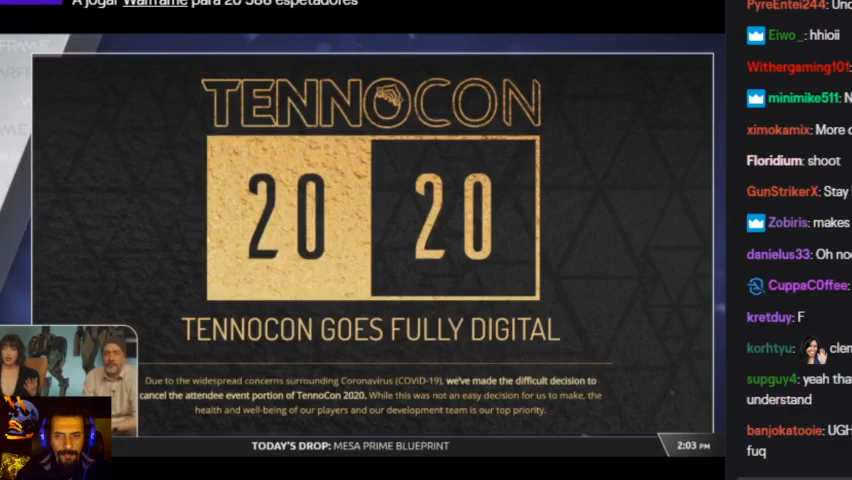 A jogar Warframe para 20 588 espetadores
TENNOCON
20 20
TENNOCON GOES FULLY DIGITAL
Due to the widespread concerns surrounding Coronavirus (COVID-19), we've made the difficult decision to
cancel the attendee event portion of TennoCon 2020. While this was not an easy decision for us to make, the
health and well-being of our players and our development team is our top priority.
TODAY'S DROP: MESA PRIME BLUEPRINT
2:03 PM
PyreEntei244: Und
Eiwo_: hhioii
Withergaming101:
minimike511: N
ximokamix: More
Floridium: shoot
GunStrikerX: Stay
Zobiris: makes
danielus33: Oh noo
CuppaC0ffee:
kretduy: F
korhtyu: clem
supguy4: yeah tha
understand
banjokatooie: UGH
fuq